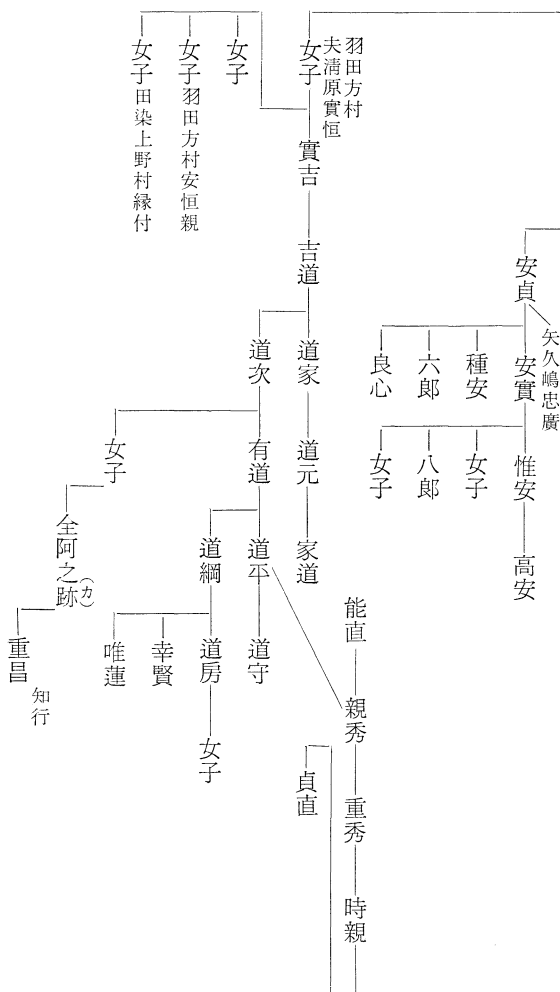 矢久嶋忠廣
安貞
安實
惟安
高安
種安
六郎
良心
女子
八郎
女子
能直
親秀
重秀
時親
貞直
羽田方村
夫淸原實恒
女子
實吉
吉道
道家
道元
家道
道次
有道
道平
道守
道綱
道房
女子
幸賢
唯蓮
女子
全阿之跡(カ)
重昌
知行
女子
女子 羽田方村安恒親
女子 田染上野村縁付